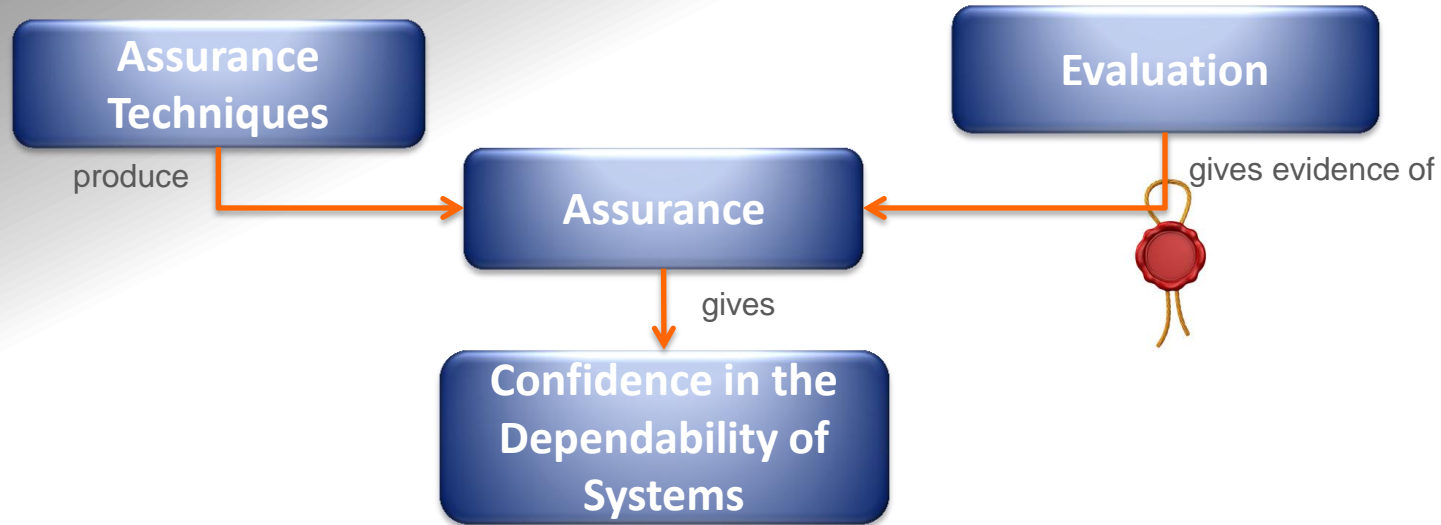 Assurance
Techniques
Evaluation
produce
gives evidence of
Assurance
gives
Confidence in the
Dependability of
Systems